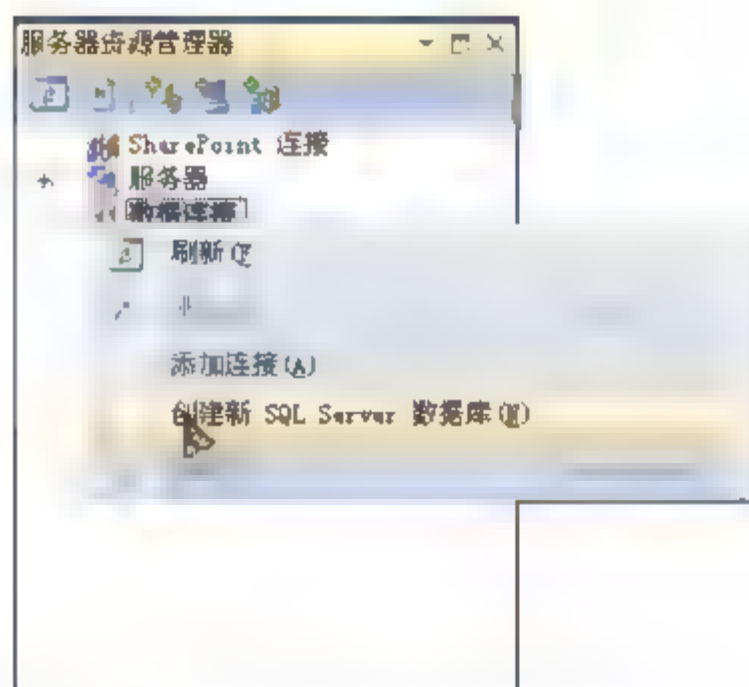 服务器资源管理器
SharePoint 连接
服务器
数据连接
刷新(F
添加连接(A)
创建新 SQL Server 数据库(N)